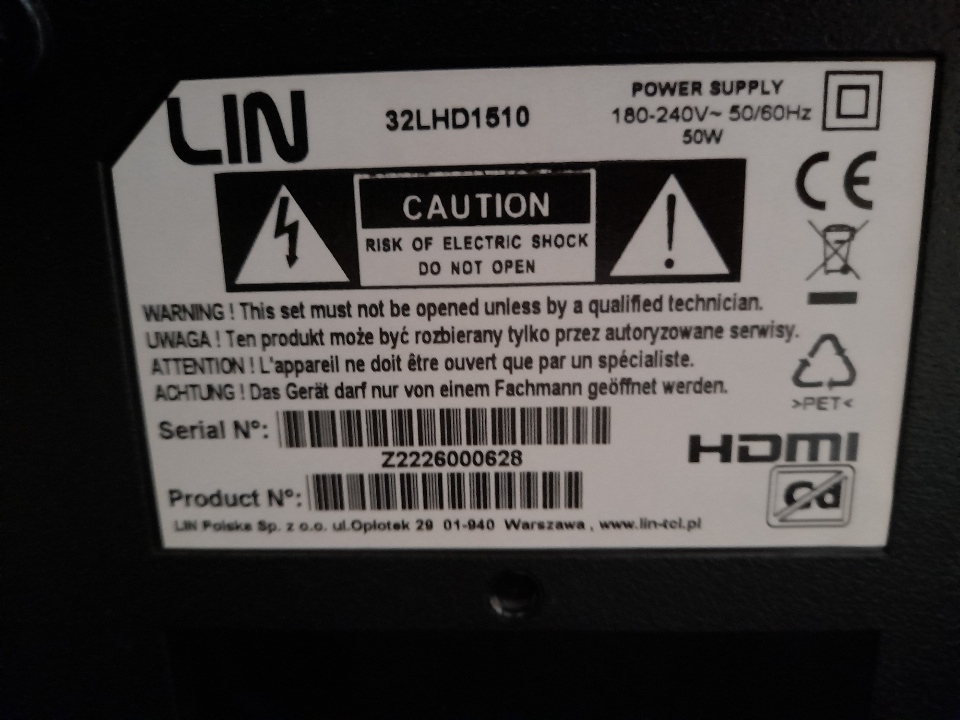 LIN
32LHD1510
POWER SUPPLY
180-240V~ 50/60Hz
50W
CE
CAUTION
RISK OF ELECTRIC SHOCK
DO NOT OPEN
WARNING ! This set must not be opened unless by a qualified technician.
UWAGA ! Ten produkt może być rozbierany tylko przez autoryzowane serwisy.
ATTENTION ! L'appareil ne doit être ouvert que par un spécialiste.
ACHTUNG ! Das Gerät darf nur von einem Fachmann geöffnet werden.
>PET<
Serial Nº:
Z2226000628
HDMI
Product Nº:
Cd
LIN Polska Sp. z o.o. ul.Opłotek 29 01-940 Warszawa , www.lin-tel.pl